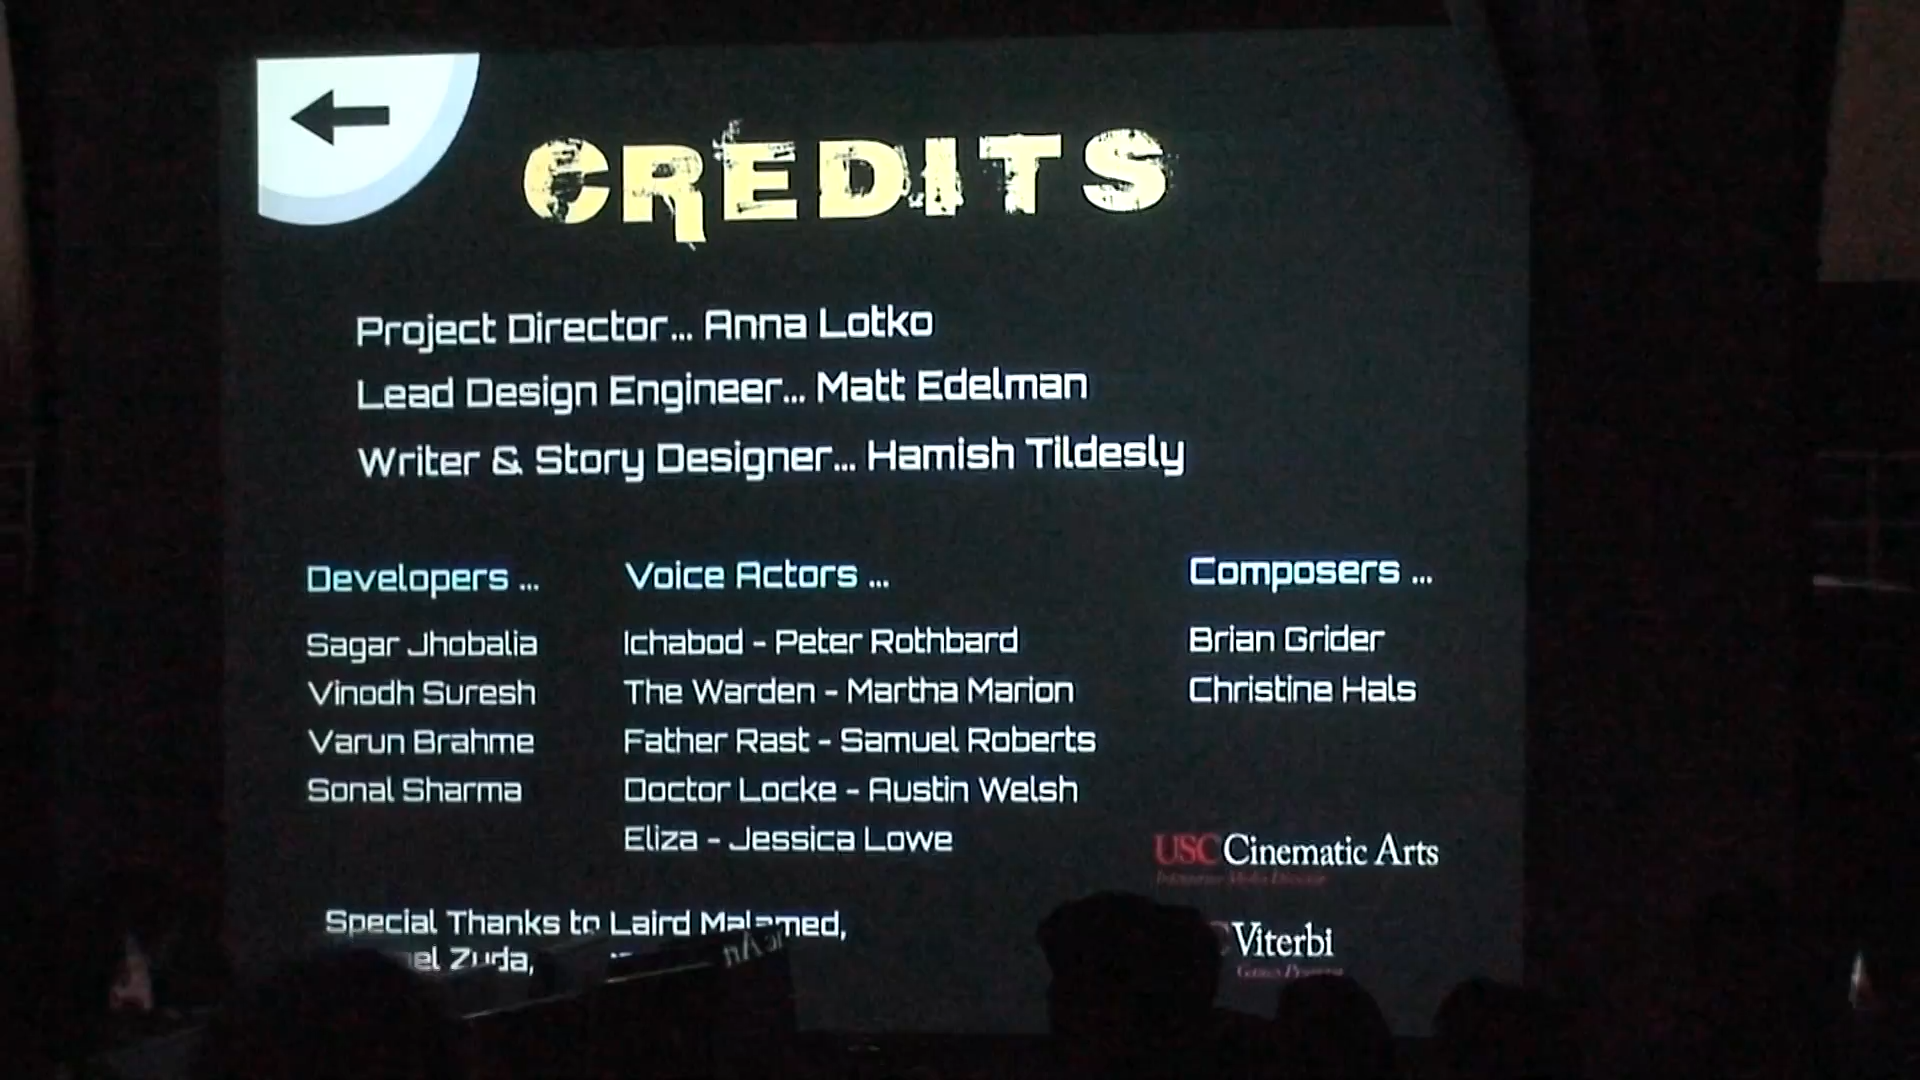 CREDITS
Project Director... Anna Lotko
Lead Design Engineer... Matt Edelman
Writer & Story Designer... Hamish Tildesly
Developers ...
Sagar Jhobalia
Vinodh Suresh
Varun Brahme
Sonal Sharma
Voice Actors ...
Ichabod - Peter Rothbard
The Warden - Martha Marion
Father Rast - Samuel Roberts
Doctor Locke - Austin Welsh
Eliza - Jessica Lowe
Composers ...
Brian Grider
Christine Hals
USC Cinematic Arts
Viterbi
Special Thanks to Laird Malamed,
Zyda,